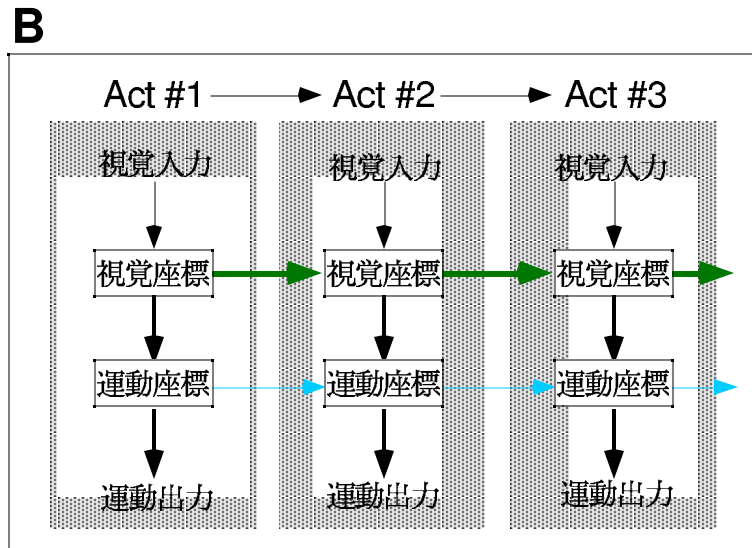 B
Act #1 Act #2 Act #3
視覚入力 視覚入力 視覚入力
視覚座標 視覚座標 視覚座標
運動座標 運動座標 運動座標
運動出力 運動出力 運動出力